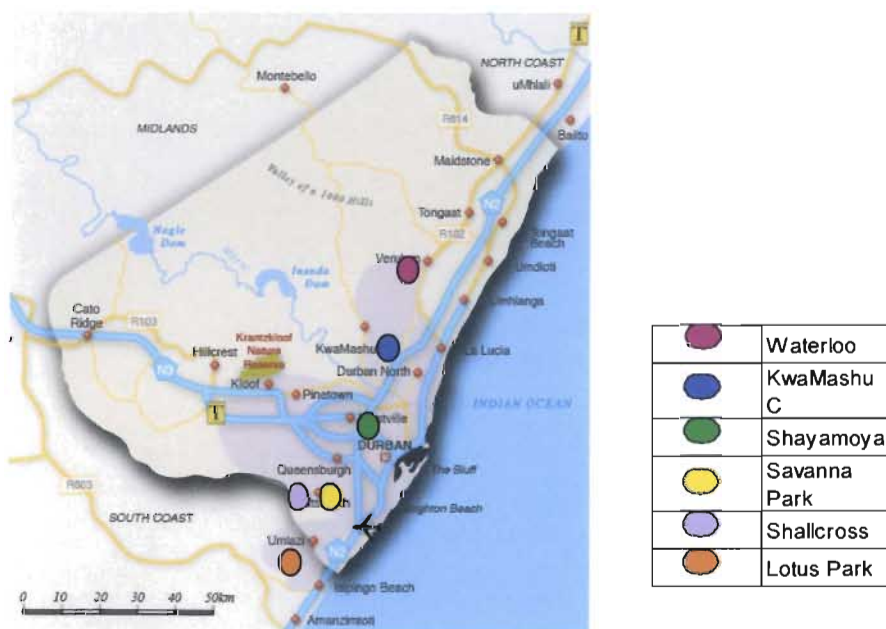 T
NORTH COAST
uMhlali
Montebello
MIDLANDS
R614
Ballito
Maidstone
Valley of a 1000 Hills
N2
Tongaat
R102
Nagle
Dam
Tongaat
Beach
Inanda
Dam
Umdloti
Umhlanga
Cato
Ridge
R103
Krantzkloof
Nature
Reserve
KwaMashu
La Lucia
Hillcrest
Durban North
N3
Kloof
Pinetown
INDIAN OCEAN
T
DURBAN
Queensburgh
The Bluff
R603
Brighton Beach
SOUTH COAST
Umlazi
N2
Isipingo Beach
0 10 20 30 40 50km
Amanzimtoti
Waterloo
KwaMashu
C
Shayamoya
Savanna
Park
Shallcross
Lotus Park